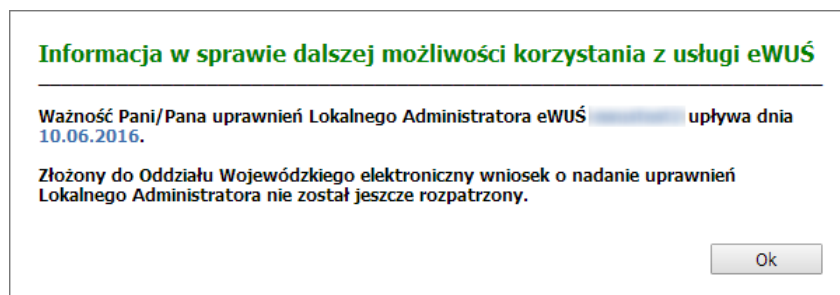 Informacja w sprawie dalszej możliwości korzystania z usługi eWUŚ
Ważność Pani/Pana uprawnień Lokalnego Administratora eWUŚ upływa dnia
10.06.2016.
Złożony do Oddziału Wojewódzkiego elektroniczny wniosek o nadanie uprawnień
Lokalnego Administratora nie został jeszcze rozpatrzony.
Ok